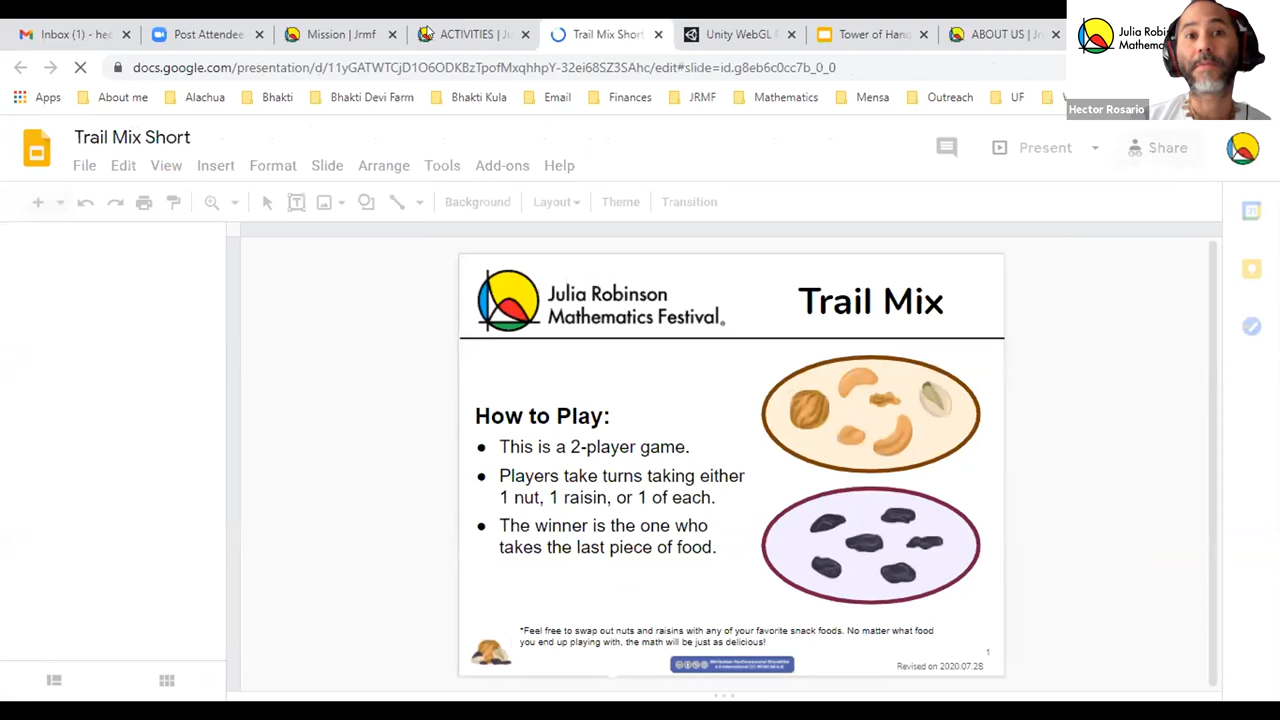 Inbox (1) - hec
Post Attende
Mission | Jrmf
ACTIVITIES | J
Trail Mix Shor
Unity WebGL
Tower of Han
ABOUT US | J
Julia Robi
Mathema
docs.google.com/presentation/d/11yGATWTGjD1O6ODKBzTpohPxqhhpY-32ei68SZ3SAhc/edit#slide=id.g8eb6c0cc7b_0_0
Apps
About me
Alachua
Bhakti
Bhakti Devi Farm
Bhakti Kula
Email
Finances
JRMF
Mathematics
Mensa
Outreach
UF
Hector Rosario
Trail Mix Short
File Edit View Insert Format Slide Arrange Tools Add-ons Help
Present
Share
Background Layout Theme Transition
Julia Robinson
Mathematics Festival®
Trail Mix
How to Play:
● This is a 2-player game.
● Players take turns taking either
1 nut, 1 raisin, or 1 of each.
● The winner is the one who
takes the last piece of food.
*Feel free to swap out nuts and raisins with any of your favorite snack foods. No matter what food
you end up playing with, the math will be just as delicious!
1
Revised on 2020.07.28